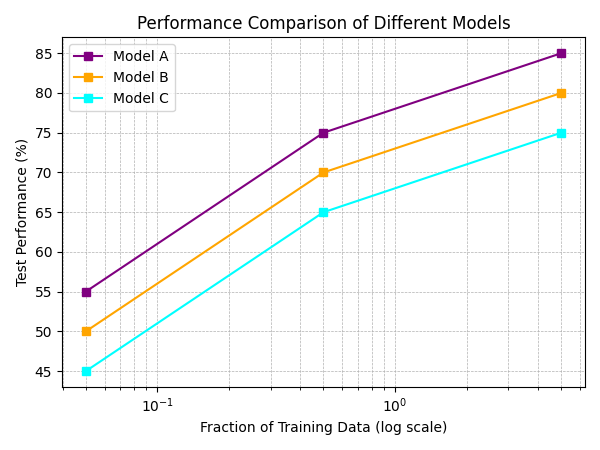 Performance Comparison of Different Models
Model A
Model B
Model C
Test Performance (%)
85
80
75
70
65
60
55
50
45
10⁻¹
10⁰
Fraction of Training Data (log scale)